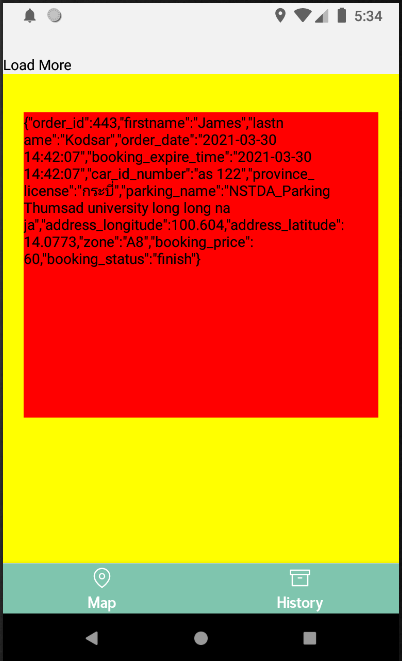 5:34
Load More
{"order_id":443,"firstname":"James","lastn
ame":"Kodsar","order_date":"2021-03-30
14:42:07","booking_expire_time":"2021-03-30
14:42:07","car_id_number":"as 122","province_
license":"กระบี่","parking_name":"NSTDA_Parking
Thumsad university long long na
ja","address_longitude":100.604,"address_latitude":
14.0773,"zone":"A8","booking_price":
60,"booking_status":"finish"}
Map
History